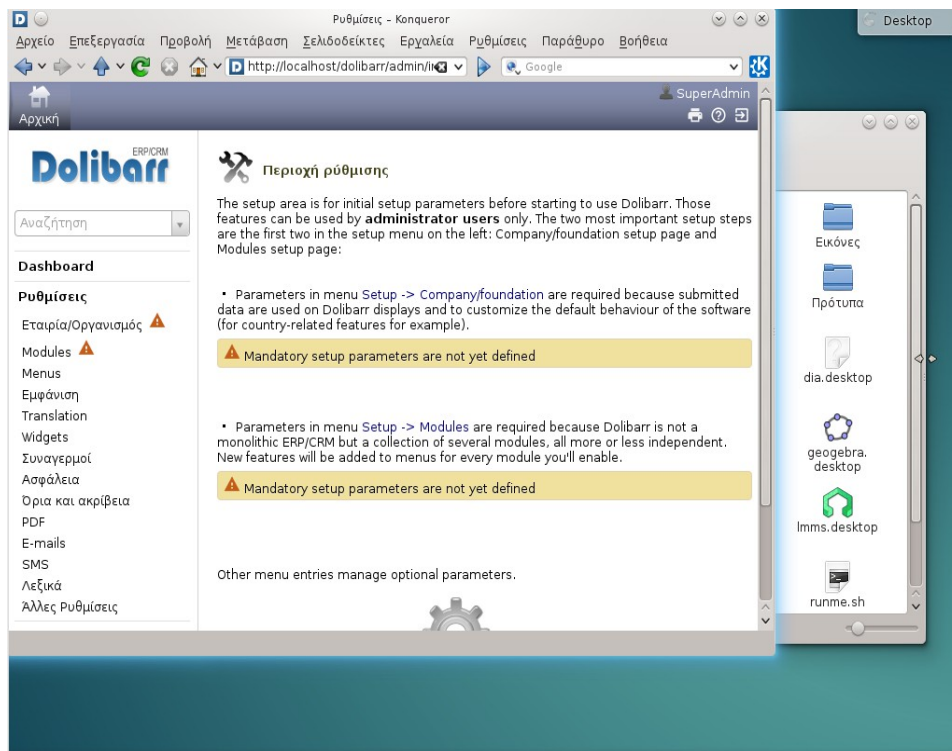 Ρυθμίσεις – Konqueror
Αρχείο Επεξεργασία Προβολή Μετάβαση Σελιδοδείκτες Εργαλεία Ρυθμίσεις Παράθυρο Βοήθεια
http://localhost/dolibarr/admin/in
Google
Αρχική
SuperAdmin
Dolibarr ERP/CRM
Αναζήτηση
Dashboard
Ρυθμίσεις
Εταιρία/Οργανισμός
Modules
Menus
Εμφάνιση
Translation
Widgets
Συναγερμοί
Ασφάλεια
Όρια και ακρίβεια
PDF
E-mails
SMS
Λεξικά
Άλλες Ρυθμίσεις
Περιοχή ρύθμισης
The setup area is for initial setup parameters before starting to use Dolibarr. Those
features can be used by administrator users only. The two most important setup steps
are the first two in the setup menu on the left: Company/foundation setup page and
Modules setup page:
• Parameters in menu Setup -> Company/foundation are required because submitted
data are used on Dolibarr displays and to customize the default behaviour of the software
(for country-related features for example).
Mandatory setup parameters are not yet defined
• Parameters in menu Setup -> Modules are required because Dolibarr is not a
monolithic ERP/CRM but a collection of several modules, all more or less independent.
New features will be added to menus for every module you'll enable.
Mandatory setup parameters are not yet defined
Other menu entries manage optional parameters.
Desktop
Εικόνες
Πρότυπα
dia.desktop
geogebra.
desktop
lmms.desktop
runme.sh